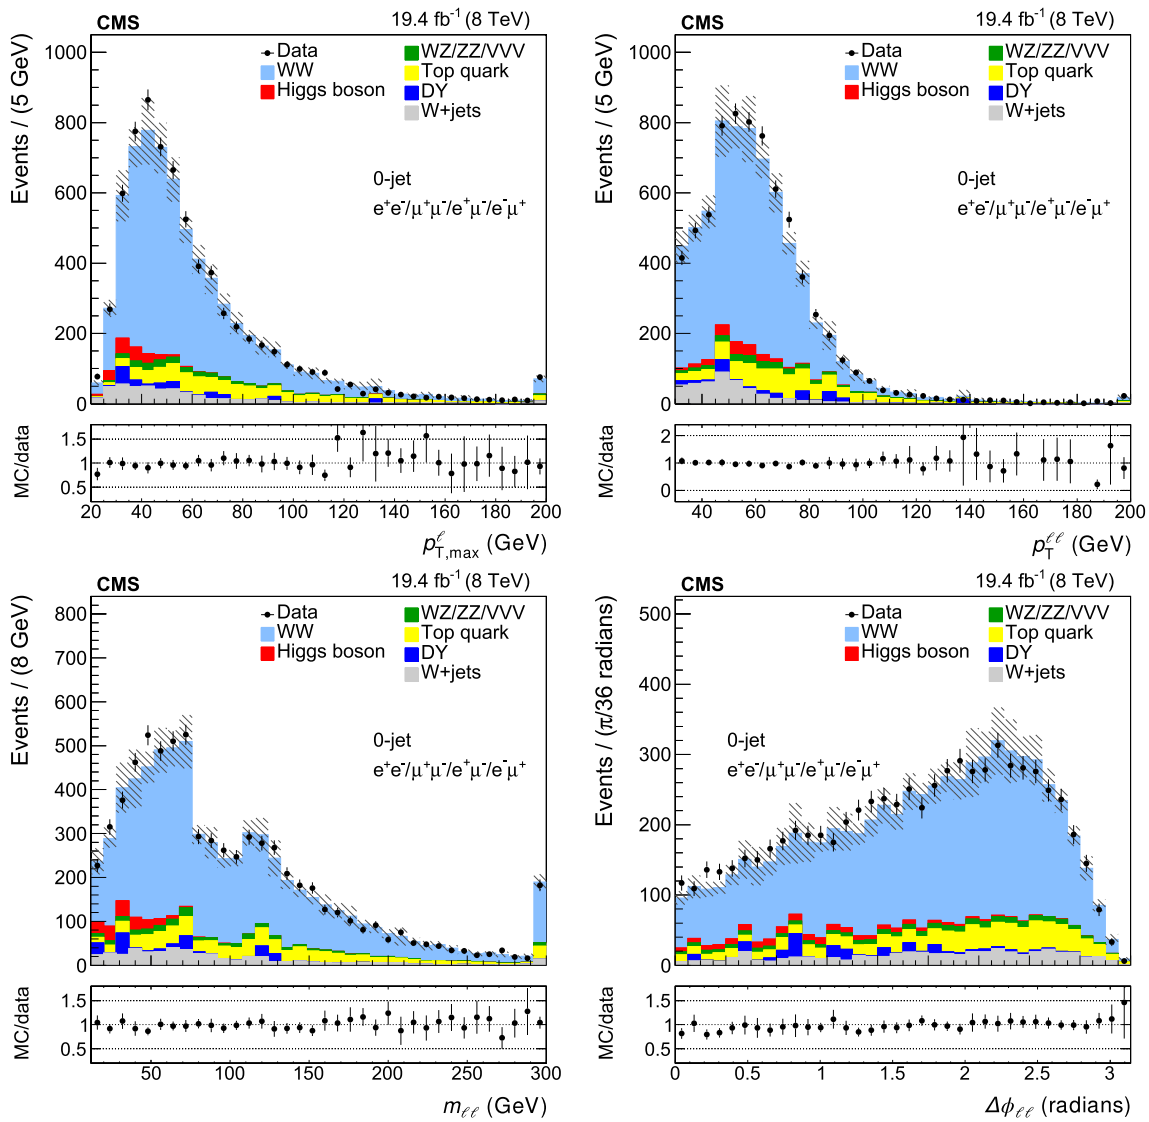 CMS 19.4 fb⁻¹ (8 TeV)
Events / (5 GeV)
1000
800
600
400
200
0
Data
WW
Higgs boson
WZ/ZZ/VVV
Top quark
DY
W+jets
0-jet
e⁺e⁻/μ⁺μ⁻/e⁺μ⁻/e⁻μ⁺
MC/data
1.5
1
0.5
20 40 60 80 100 120 140 160 180 200
pℓT,max (GeV)
CMS 19.4 fb⁻¹ (8 TeV)
Events / (5 GeV)
1000
800
600
400
200
0
Data
WW
Higgs boson
WZ/ZZ/VVV
Top quark
DY
W+jets
0-jet
e⁺e⁻/μ⁺μ⁻/e⁺μ⁻/e⁻μ⁺
MC/data
2
1
0
40 60 80 100 120 140 160 180 200
pℓℓT (GeV)
CMS 19.4 fb⁻¹ (8 TeV)
Events / (8 GeV)
800
700
600
500
400
300
200
100
0
Data
WW
Higgs boson
WZ/ZZ/VVV
Top quark
DY
W+jets
0-jet
e⁺e⁻/μ⁺μ⁻/e⁺μ⁻/e⁻μ⁺
MC/data
1.5
1
0.5
50 100 150 200 250 300
mℓℓ (GeV)
CMS 19.4 fb⁻¹ (8 TeV)
Events / (π/36 radians)
500
400
300
200
100
0
Data
WW
Higgs boson
WZ/ZZ/VVV
Top quark
DY
W+jets
0-jet
e⁺e⁻/μ⁺μ⁻/e⁺μ⁻/e⁻μ⁺
MC/data
1.5
1
0.5
0 0.5 1 1.5 2 2.5 3
Δϕℓℓ (radians)